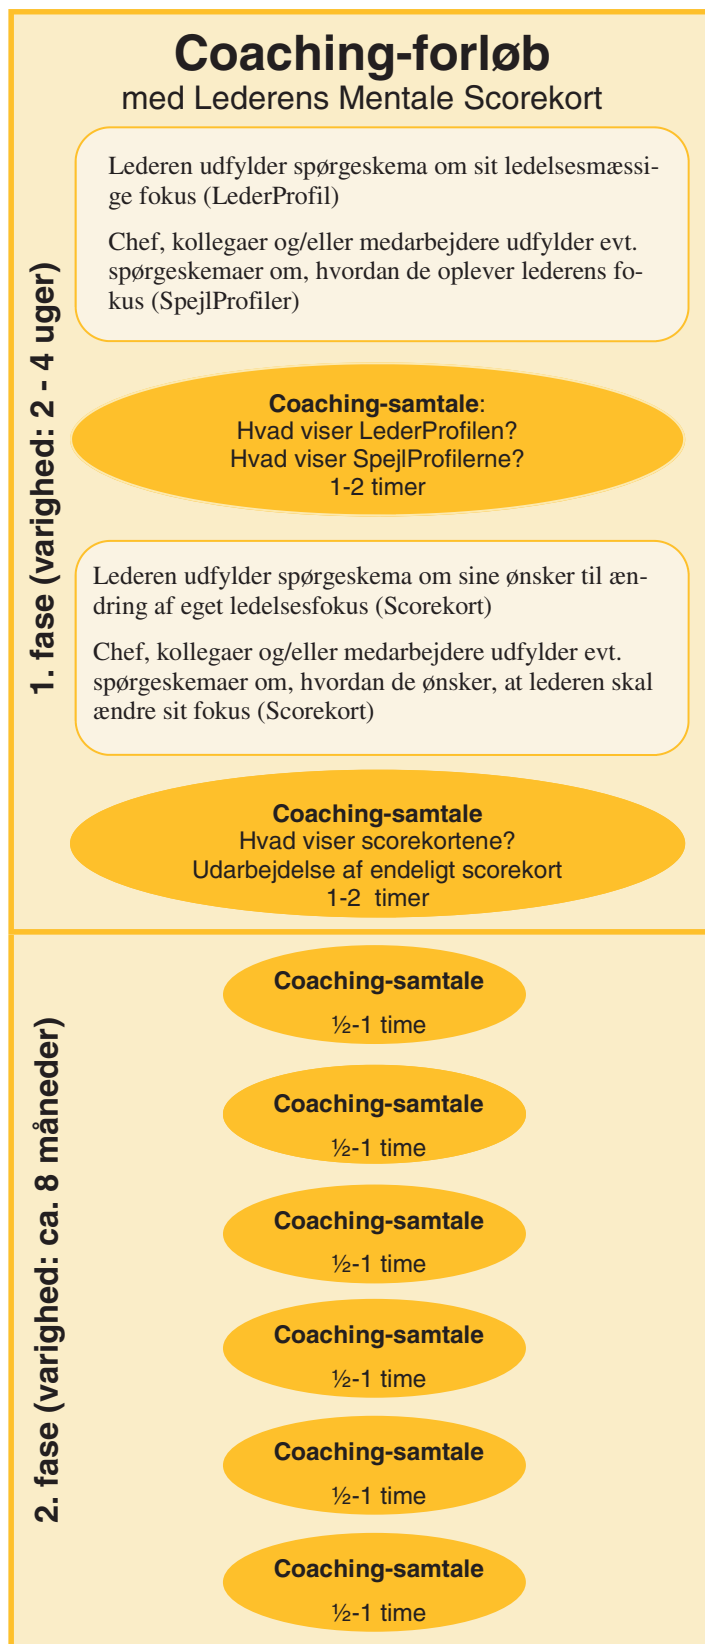 Coaching-forløb
med Lederens Mentale Scorekort
1. fase (varighed: 2 - 4 uger)
Lederen udfylder spørgeskema om sit ledelsesmæssi-
ge fokus (LederProfil)
Chef, kollegaer og/eller medarbejdere udfylder evt.
spørgeskemaer om, hvordan de oplever lederens fo-
kus (SpejlProfiler)
Coaching-samtale:
Hvad viser LederProfilen?
Hvad viser SpejlProfilerne?
1-2 timer
Lederen udfylder spørgeskema om sine ønsker til æn-
dring af eget ledelsesfokus (Scorekort)
Chef, kollegaer og/eller medarbejdere udfylder evt.
spørgeskemaer om, hvordan de ønsker, at lederen skal
ændre sit fokus (Scorekort)
Coaching-samtale
Hvad viser scorekortene?
Udarbejdelse af endeligt scorekort
1-2 timer
2. fase (varighed: ca. 8 måneder)
Coaching-samtale
½-1 time
Coaching-samtale
½-1 time
Coaching-samtale
½-1 time
Coaching-samtale
½-1 time
Coaching-samtale
½-1 time
Coaching-samtale
½-1 time